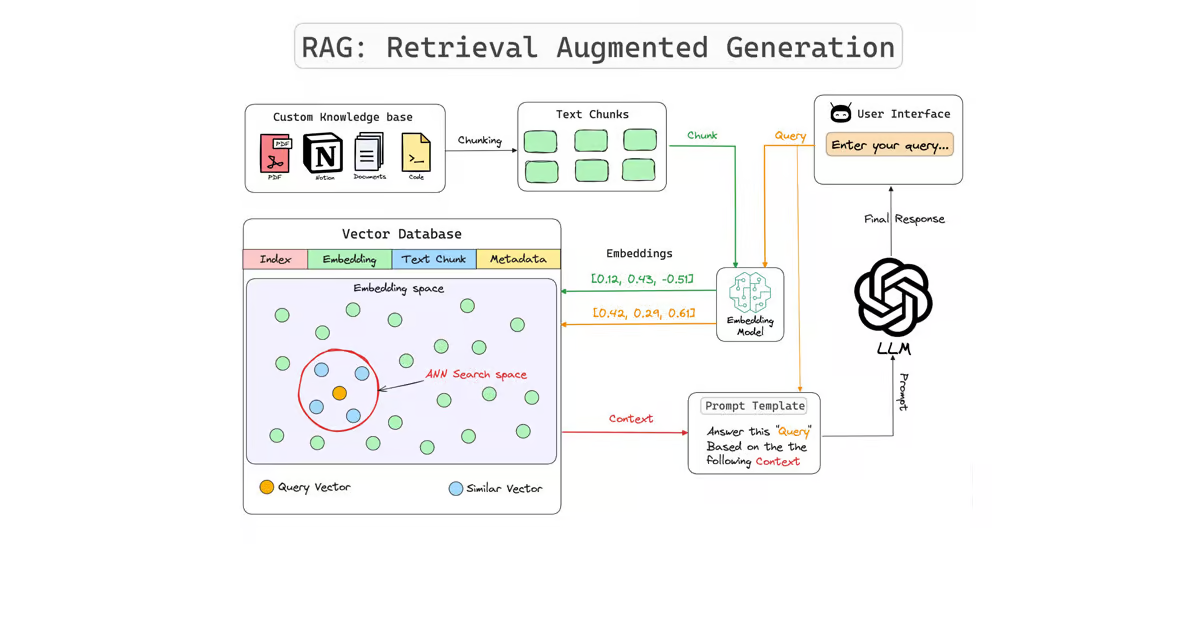 RAG: Retrieval Augmented Generation
Custom Knowledge base
PDF
N
PDF
Notion
Documents
Code
Chunking
Text Chunks
Chunk
Query
User Interface
Enter your query...
Final Response
LLM
Prompt
Vector Database
Index
Embedding
Text Chunk
Metadata
Embedding space
ANN Search space
Query Vector
Similar Vector
Embeddings
[0.12, 0.43, -0.51]
[0.42, 0.29, 0.61]
Embedding
Model
Context
Prompt Template
Answer this "Query"
Based on the the
following Context